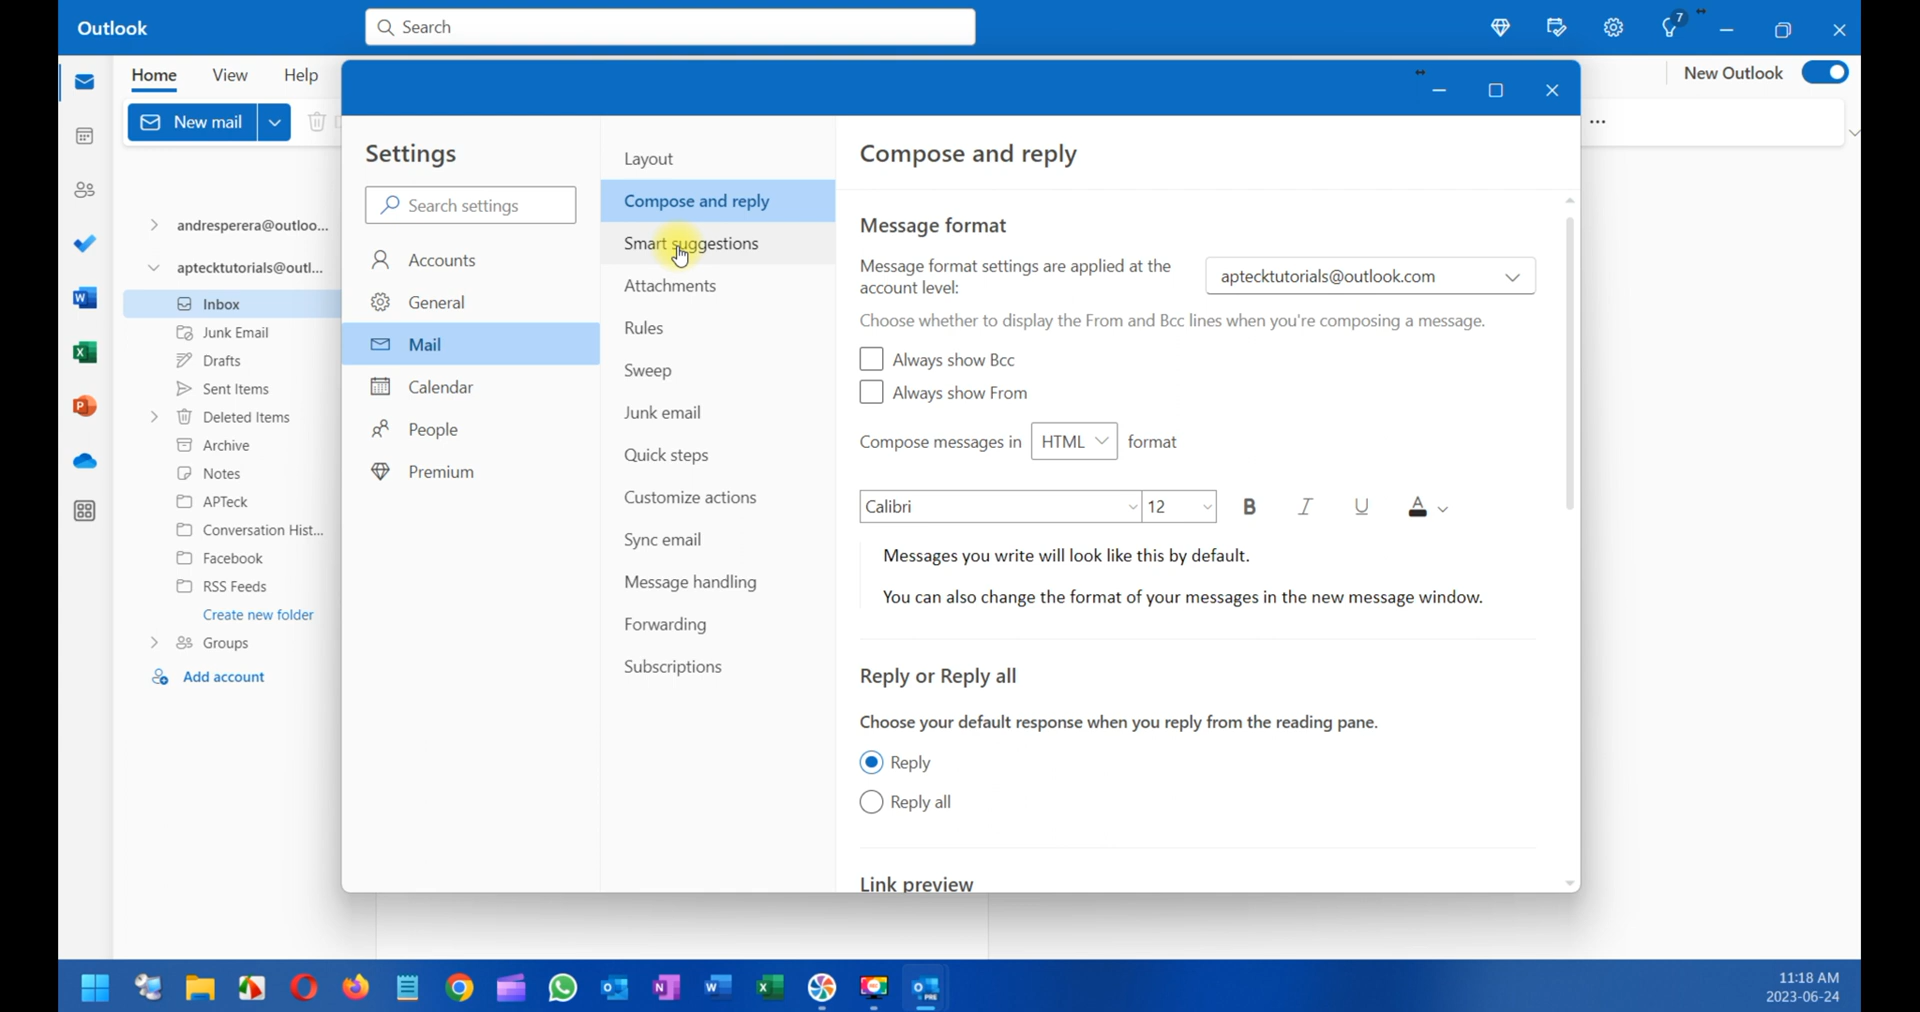 Outlook
Search
7
Home
View
Help
New Outlook
New mail
Settings
Layout
Compose and reply
Compose and reply
Search settings
Smart suggestions
Message format
andresperera@outloo...
aptecktutorials@outl...
Accounts
Message format settings are applied at the
account level:
aptecktutorials@outlook.com
Attachments
Inbox
General
Choose whether to display the From and Bcc lines when you're composing a message.
Rules
Junk Email
Mail
Always show Bcc
Drafts
Sweep
Sent Items
Calendar
Always show From
Deleted Items
Junk email
People
Archive
Compose messages in HTML format
Quick steps
Notes
Premium
Customize actions
APTeck
Calibri 12 B I U A
Conversation Hist...
Sync email
Facebook
Messages you write will look like this by default.
RSS Feeds
Message handling
You can also change the format of your messages in the new message window.
Create new folder
Forwarding
Groups
Subscriptions
Add account
Reply or Reply all
Choose your default response when you reply from the reading pane.
Reply
Reply all
Link preview
11:18 AM
2023-06-24